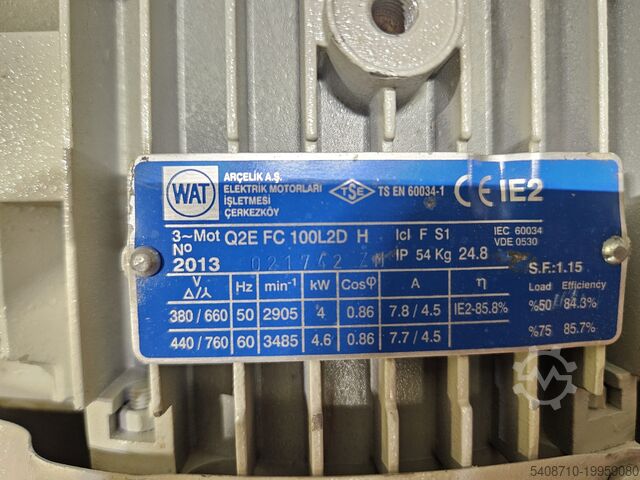 WAT
ARÇELİK A.Ş.
ELEKTRİK MOTORLARI
İŞLETMESİ
ÇERKEZKÖY
TSE
TS EN 60034-1
CE IE2
3~Mot Q2E FC 100L2D H Icl F S1 IEC 60034
VDE 0530
No
2013 021742 IP 54 Kg 24.8 S.F.:1.15
V Δ/人 Hz min⁻¹ kW Cosφ A η Load Efficiency
380 / 660 50 2905 4 0.86 7.8 / 4.5 IE2-85.8% %50 84.3%
440 / 760 60 3485 4.6 0.86 7.7 / 4.5 %75 85.7%
5408710-19959080